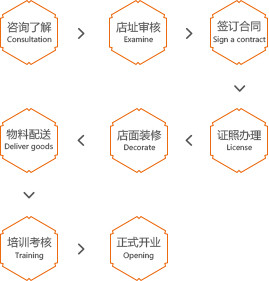 咨询了解
Consultation
店址审核
Examine
签订合同
Sign a contract
证照办理
License
店面装修
Decorate
物料配送
Deliver goods
培训考核
Training
正式开业
Opening